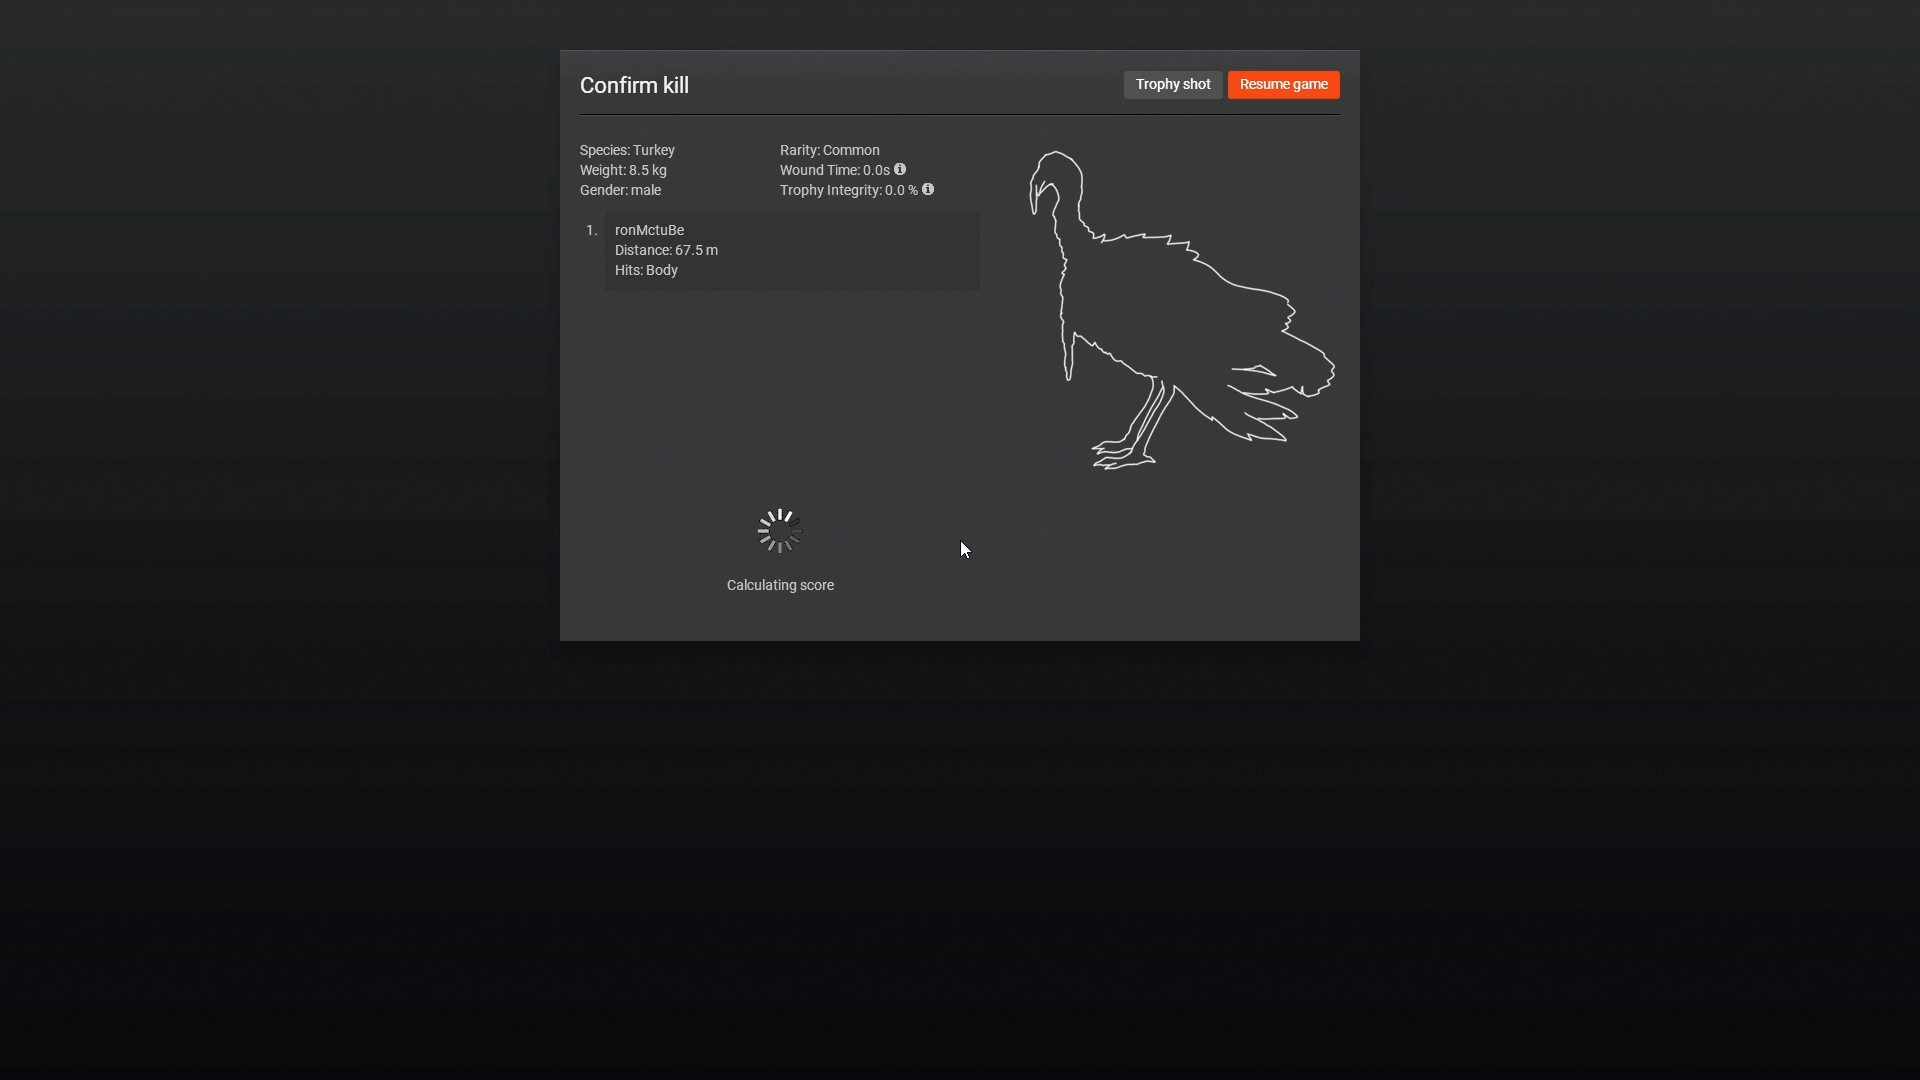 Confirm kill
Trophy shot
Resume game
Species: Turkey
Weight: 8.5 kg
Gender: male
Rarity: Common
Wound Time: 0.0s
Trophy Integrity: 0.0 %
1. ronMctuBe
Distance: 67.5 m
Hits: Body
Calculating score